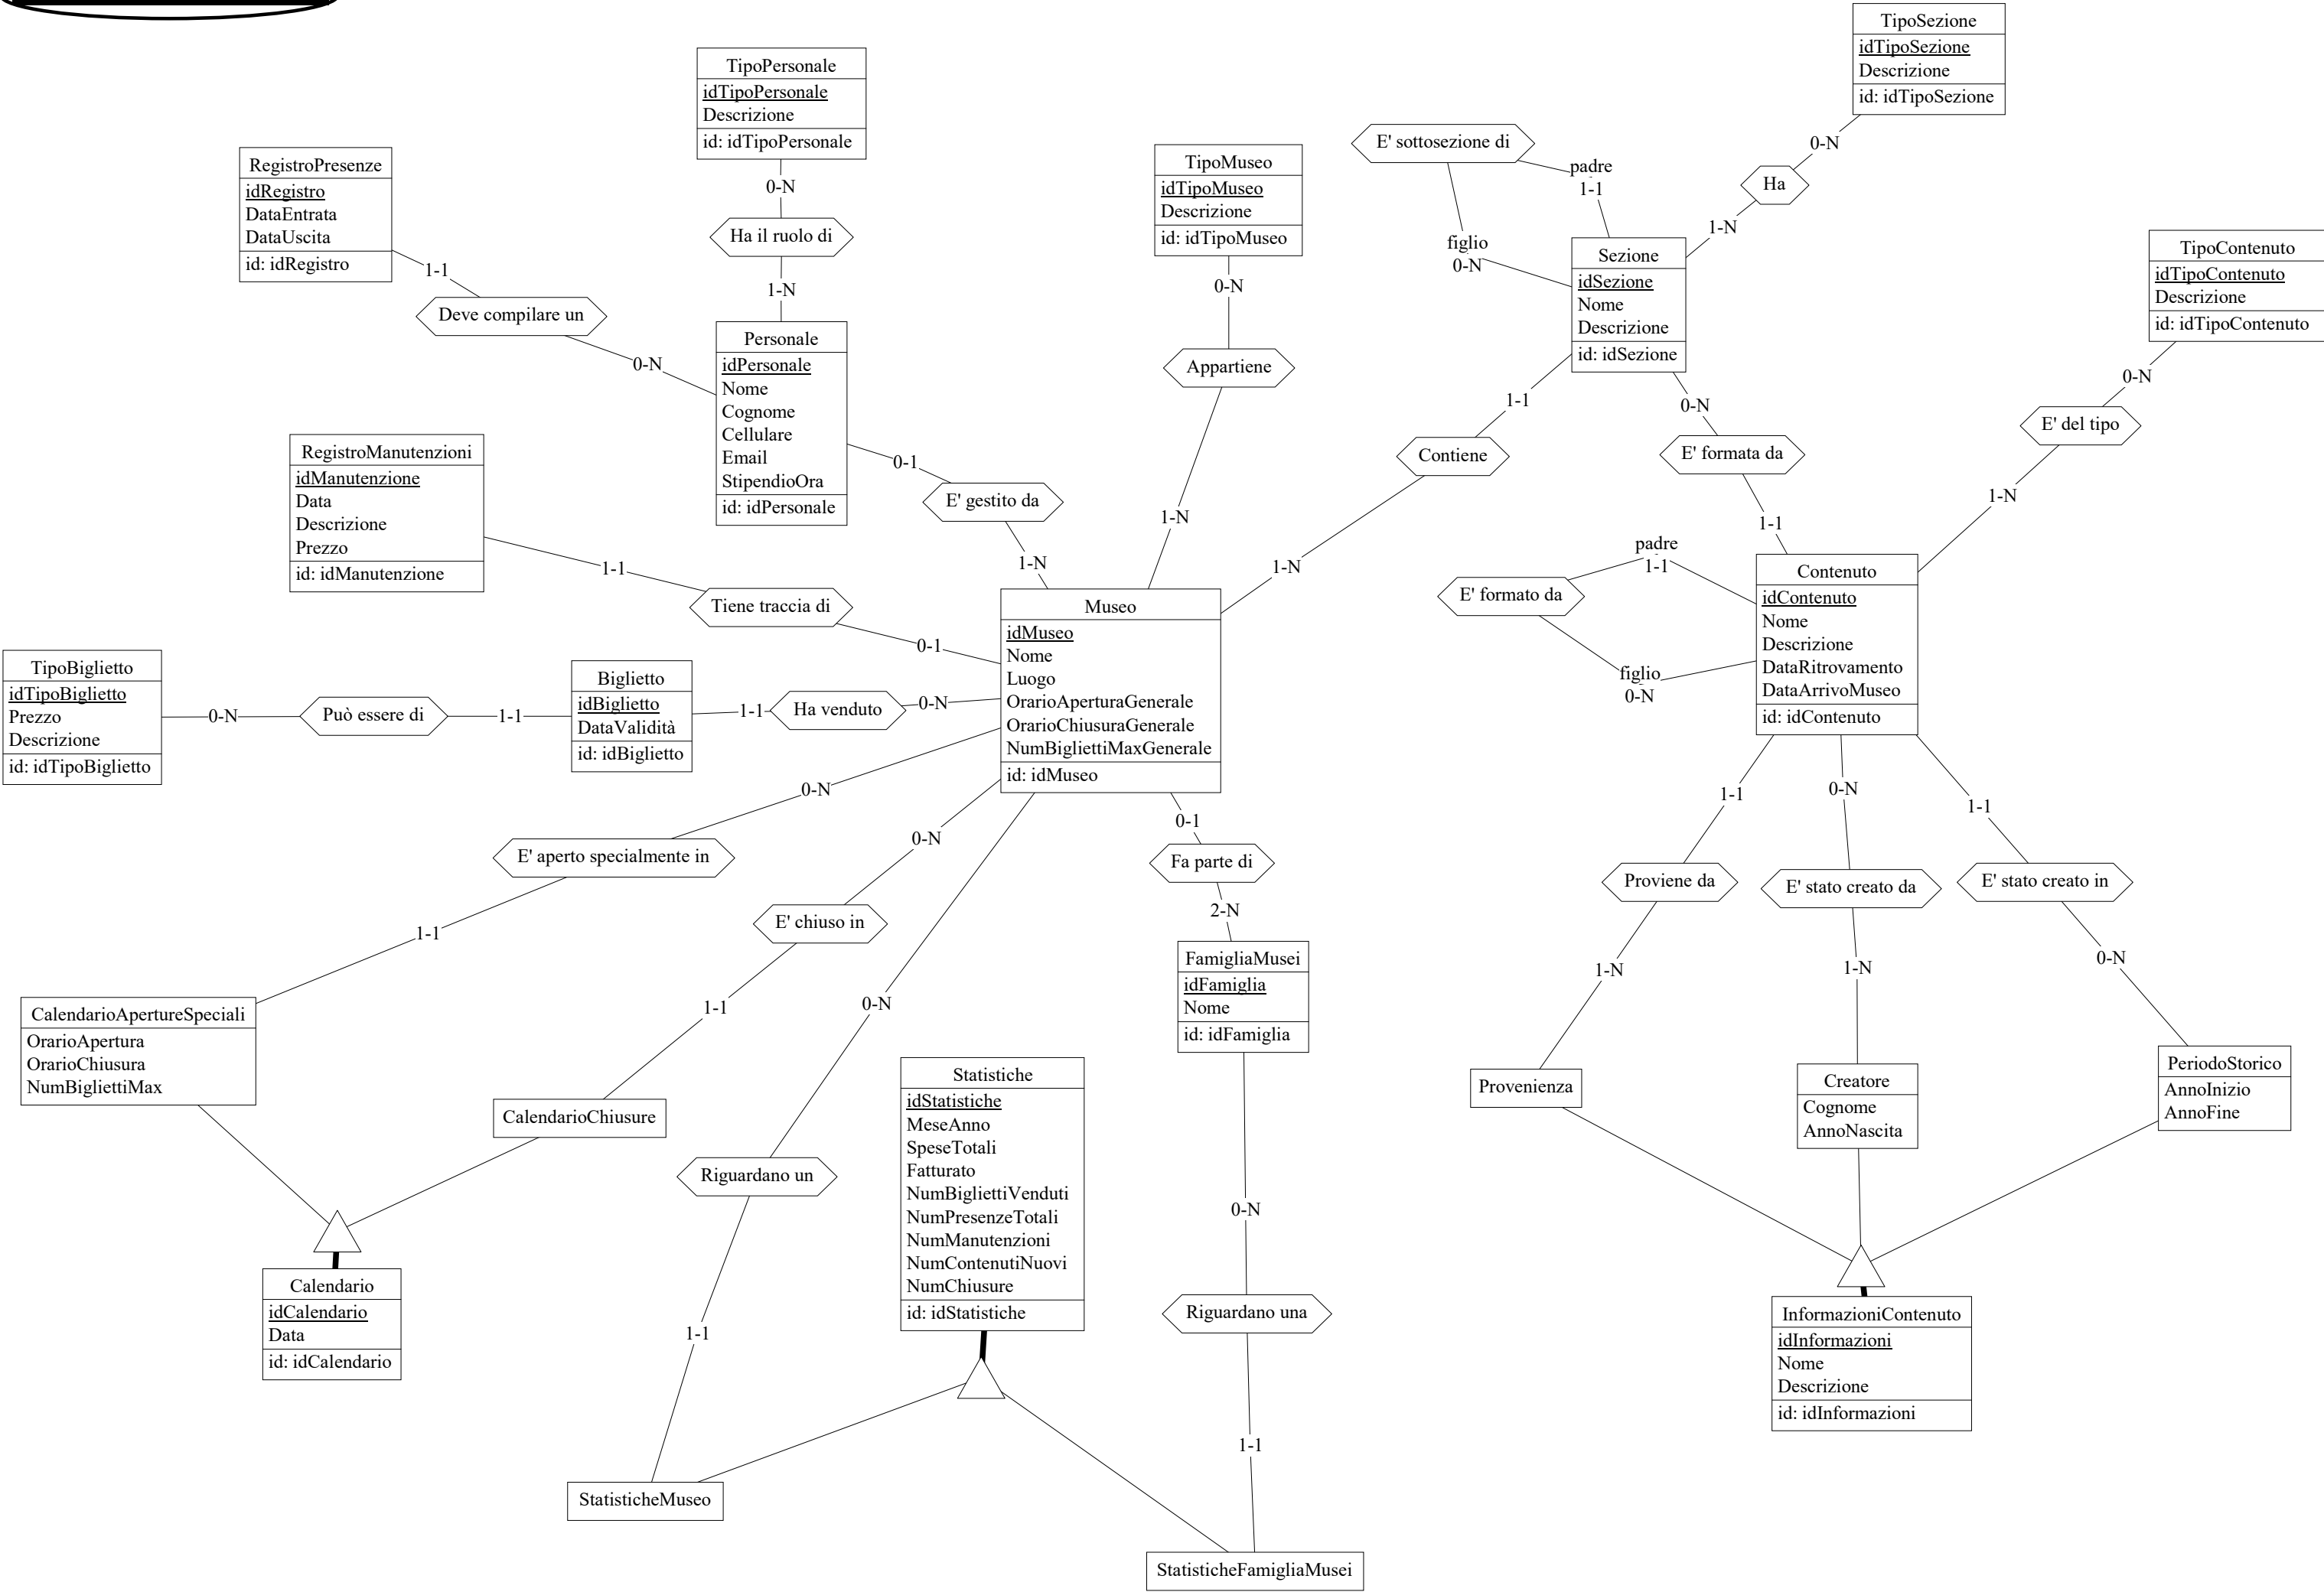 TipoSezione
idTipoSezione
Descrizione
id: idTipoSezione
0-N
Ha
1-N
TipoPersonale
idTipoPersonale
Descrizione
id: idTipoPersonale
0-N
Ha il ruolo di
1-N
RegistroPresenze
idRegistro
DataEntrata
DataUscita
id: idRegistro
1-1
Deve compilare un
0-N
TipoMuseo
idTipoMuseo
Descrizione
id: idTipoMuseo
0-N
Appartiene
1-N
E' sottosezione di
padre
1-1
figlio
0-N
Sezione
idSezione
Nome
Descrizione
id: idSezione
TipoContenuto
idTipoContenuto
Descrizione
id: idTipoContenuto
0-N
E' del tipo
1-N
Personale
idPersonale
Nome
Cognome
Cellulare
Email
StipendioOra
id: idPersonale
0-1
E' gestito da
1-N
1-1
Contiene
1-N
0-N
E' formata da
1-1
RegistroManutenzioni
idManutenzione
Data
Descrizione
Prezzo
id: idManutenzione
1-1
Tiene traccia di
0-1
padre
1-1
E' formato da
figlio
0-N
Contenuto
idContenuto
Nome
Descrizione
DataRitrovamento
DataArrivoMuseo
id: idContenuto
Museo
idMuseo
Nome
Luogo
OrarioAperturaGenerale
OrarioChiusuraGenerale
NumBigliettiMaxGenerale
id: idMuseo
TipoBiglietto
idTipoBiglietto
Prezzo
Descrizione
id: idTipoBiglietto
0-N
Può essere di
1-1
Biglietto
idBiglietto
DataValidità
id: idBiglietto
1-1
Ha venduto
0-N
0-N
E' aperto specialmente in
1-1
0-N
E' chiuso in
1-1
0-N
Riguardano un
1-1
0-1
Fa parte di
2-N
1-1
Proviene da
1-N
0-N
E' stato creato da
1-N
1-1
E' stato creato in
0-N
FamigliaMusei
idFamiglia
Nome
id: idFamiglia
CalendarioApertureSpeciali
OrarioApertura
OrarioChiusura
NumBigliettiMax
CalendarioChiusure
Statistiche
idStatistiche
MeseAnno
SpeseTotali
Fatturato
NumBigliettiVenduti
NumPresenzeTotali
NumManutenzioni
NumContenutiNuovi
NumChiusure
id: idStatistiche
Provenienza
Creatore
Cognome
AnnoNascita
PeriodoStorico
AnnoInizio
AnnoFine
0-N
Riguardano una
1-1
Calendario
idCalendario
Data
id: idCalendario
InformazioniContenuto
idInformazioni
Nome
Descrizione
id: idInformazioni
StatisticheMuseo
StatisticheFamigliaMusei